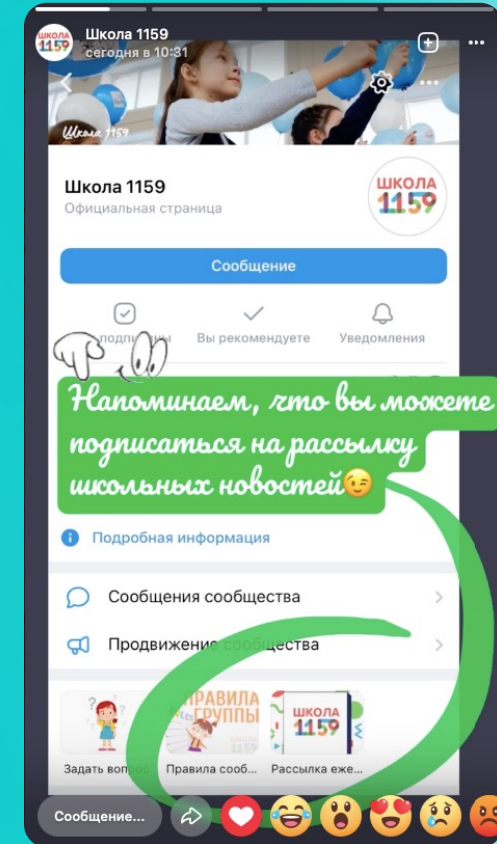 ШКОЛА 1159
Школа 1159
сегодня в 10:31
Школа 1159
Школа 1159
Официальная страница
ШКОЛА
1159
Сообщение
Вы рекомендуете
Уведомления
Напоминаем, что вы можете
подписаться на рассылку
школьных новостей😉
Подробная информация
Сообщения сообщества
Продвижение сообщества
ПРАВИЛА
ГРУППЫ
ШКОЛА
1159
Задать вопрос
Правила сооб...
Рассылка еже...
Сообщение...